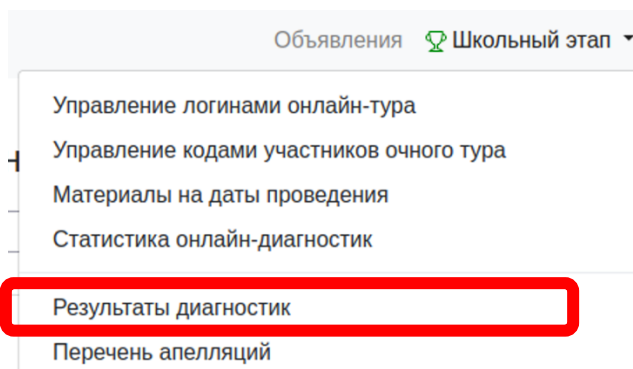 Объявления Школьный этап
Управление логинами онлайн-тура
Управление кодами участников очного тура
Материалы на даты проведения
Статистика онлайн-диагностик
Результаты диагностик
Перечень апелляций